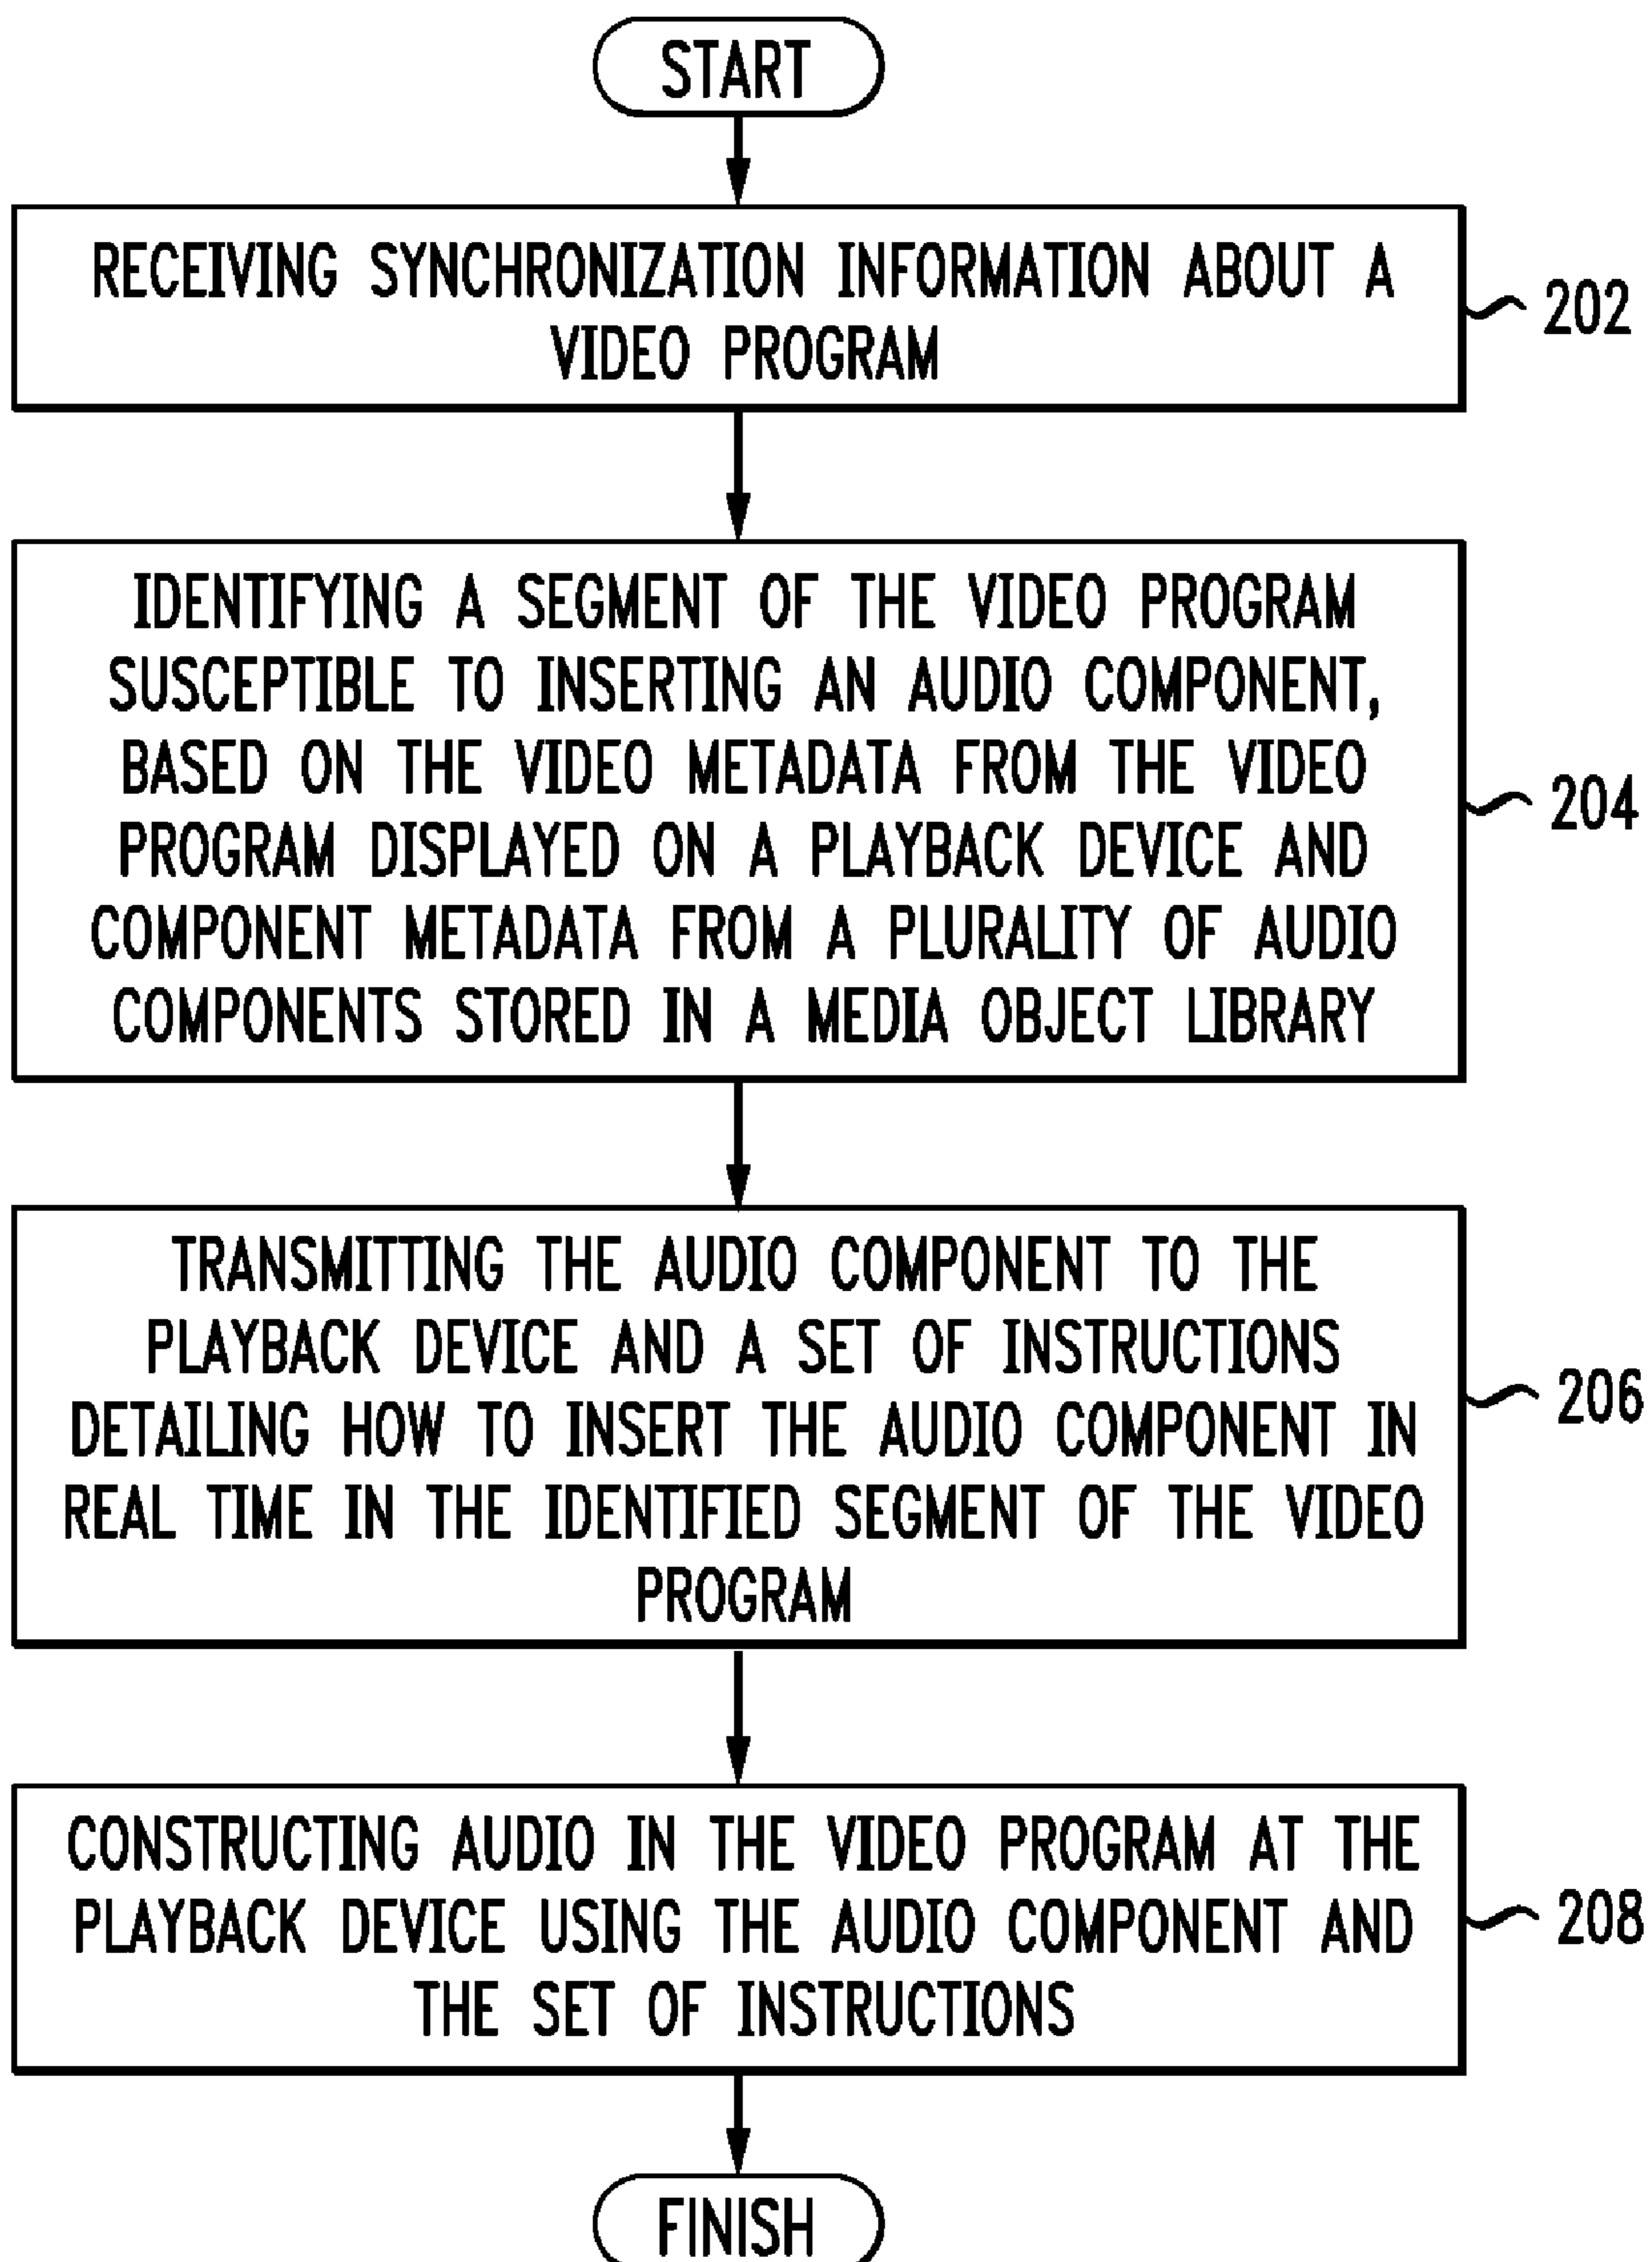 START
RECEIVING SYNCHRONIZATION INFORMATION ABOUT A
VIDEO PROGRAM
202
IDENTIFYING A SEGMENT OF THE VIDEO PROGRAM
SUSCEPTIBLE TO INSERTING AN AUDIO COMPONENT,
BASED ON THE VIDEO METADATA FROM THE VIDEO
PROGRAM DISPLAYED ON A PLAYBACK DEVICE AND
COMPONENT METADATA FROM A PLURALITY OF AUDIO
COMPONENTS STORED IN A MEDIA OBJECT LIBRARY
204
TRANSMITTING THE AUDIO COMPONENT TO THE
PLAYBACK DEVICE AND A SET OF INSTRUCTIONS
DETAILING HOW TO INSERT THE AUDIO COMPONENT IN
REAL TIME IN THE IDENTIFIED SEGMENT OF THE VIDEO
PROGRAM
206
CONSTRUCTING AUDIO IN THE VIDEO PROGRAM AT THE
PLAYBACK DEVICE USING THE AUDIO COMPONENT AND
THE SET OF INSTRUCTIONS
208
FINISH